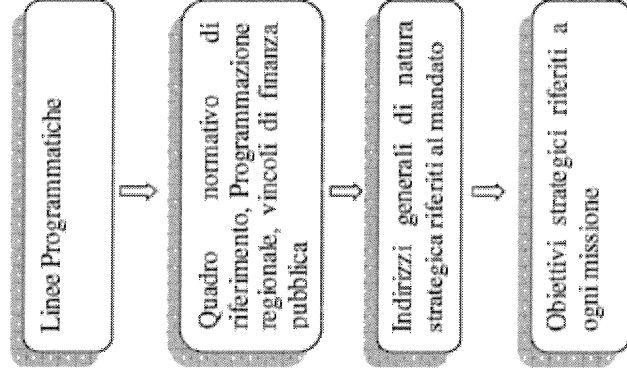 Linee Programmatiche
Quadro normativo di
riferimento, Programmazione
regionale, vincoli di finanza
pubblica
Indirizzi generali di natura
strategica riferiti al mandato
Obiettivi strategici riferiti a
ogni missione